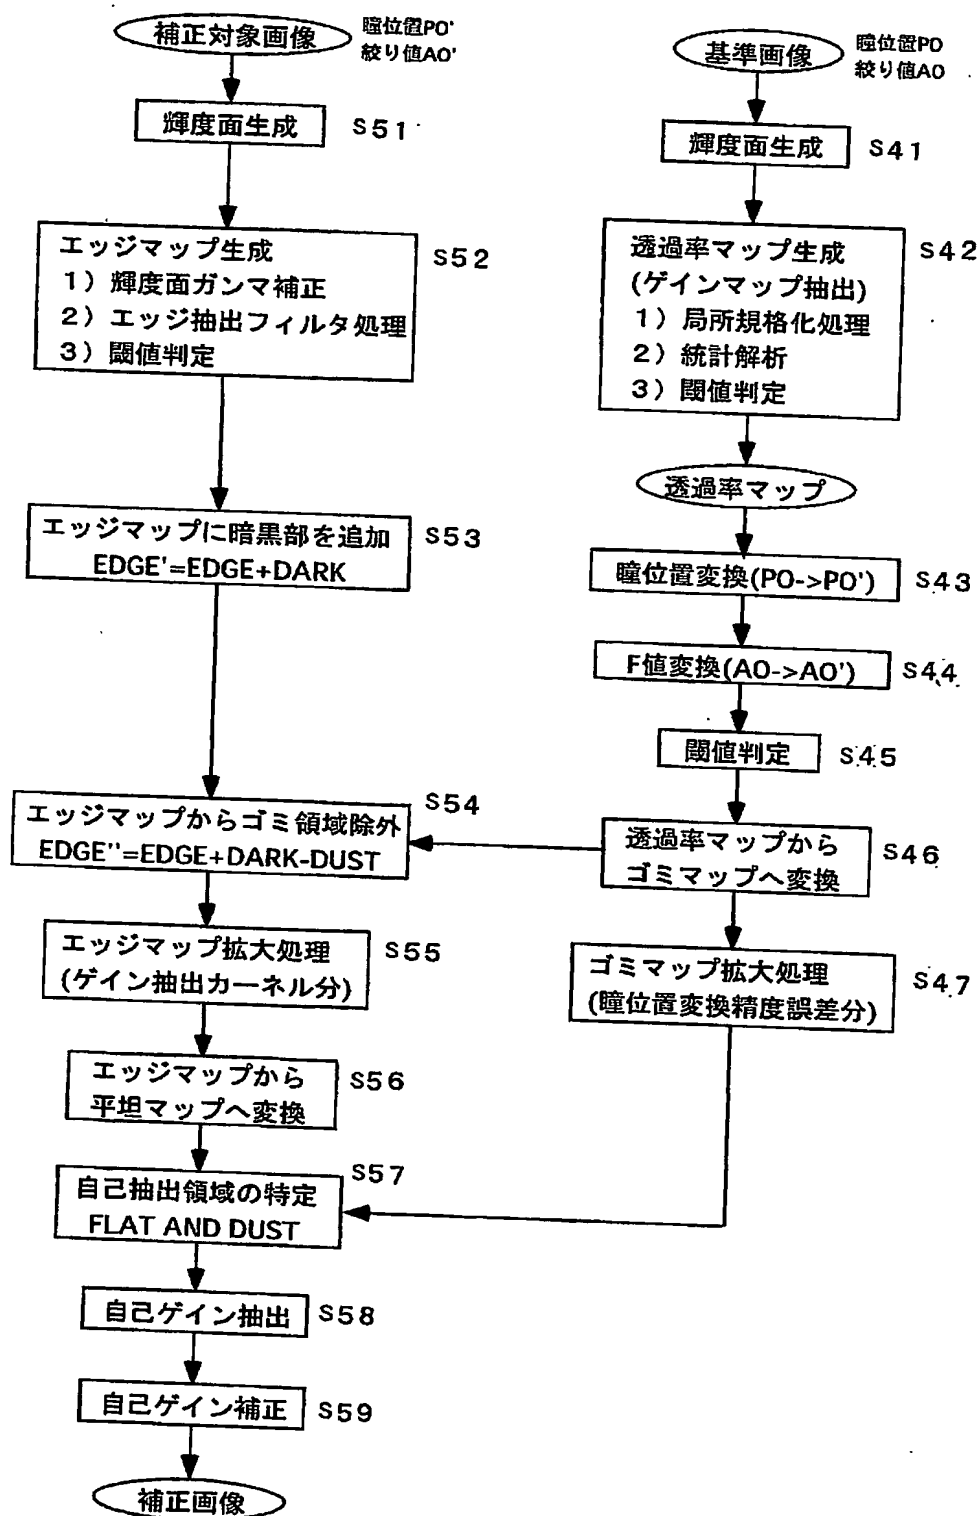 補正対象画像
瞳位置PO'
絞り値AO'
輝度面生成
S51
エッジマップ生成
1) 輝度面ガンマ補正
2) エッジ抽出フィルタ処理
3) 閾値判定
S52
エッジマップに暗黒部を追加
EDGE'=EDGE+DARK
S53
エッジマップからゴミ領域除外
EDGE''=EDGE+DARK-DUST
S54
エッジマップ拡大処理
(ゲイン抽出カーネル分)
S55
エッジマップから
平坦マップへ変換
S56
自己抽出領域の特定
FLAT AND DUST
S57
自己ゲイン抽出
S58
自己ゲイン補正
S59
補正画像
基準画像
瞳位置PO
絞り値AO
輝度面生成
S41
透過率マップ生成
(ゲインマップ抽出)
1) 局所規格化処理
2) 統計解析
3) 閾値判定
S42
透過率マップ
瞳位置変換(PO->PO')
S43
F値変換(AO->AO')
S44
閾値判定
S45
透過率マップから
ゴミマップへ変換
S46
ゴミマップ拡大処理
(瞳位置変換精度誤差分)
S47